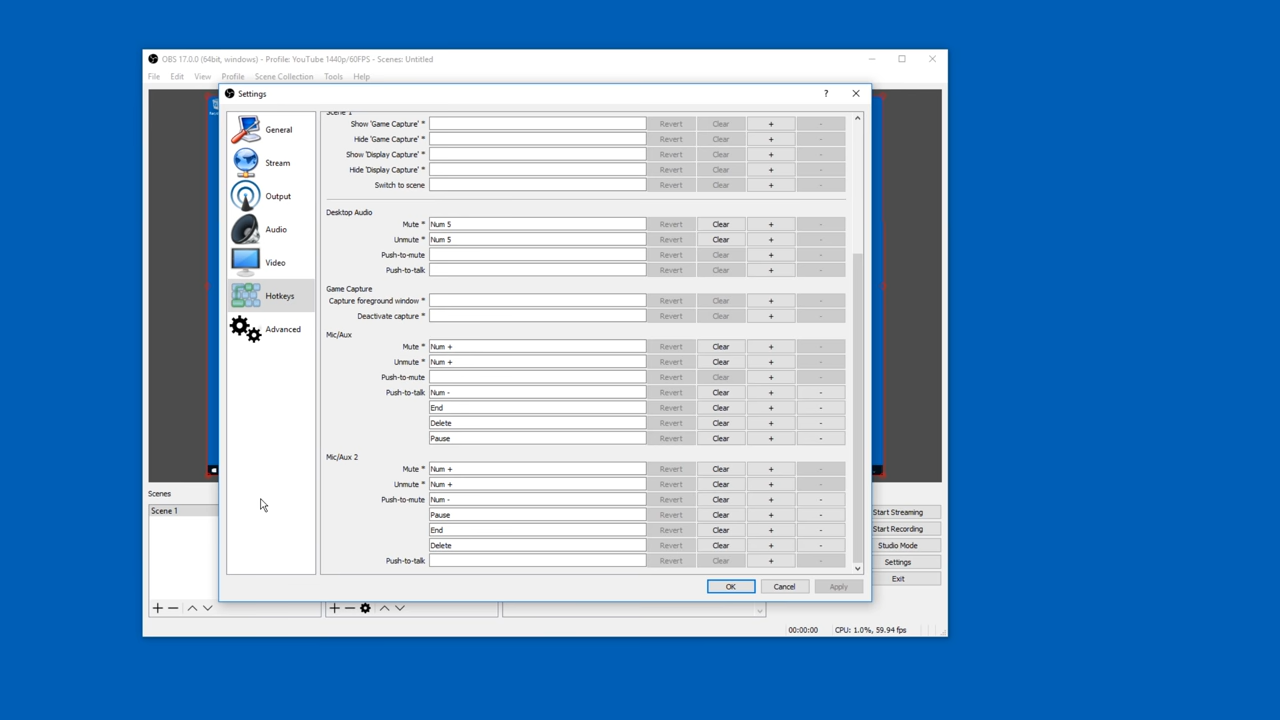 OBS 17.0.0 (64bit, windows) - Profile: YouTube 1440p/60FPS - Scenes: Untitled
File Edit View Profile Scene Collection Tools Help
Settings
General
Stream
Output
Audio
Video
Hotkeys
Advanced
Scene 1
Show 'Game Capture' * Revert Clear + -
Hide 'Game Capture' * Revert Clear + -
Show 'Display Capture' * Revert Clear + -
Hide 'Display Capture' * Revert Clear + -
Switch to scene Revert Clear + -
Desktop Audio
Mute * Num 5 Revert Clear + -
Unmute * Num 5 Revert Clear + -
Push-to-mute Revert Clear + -
Push-to-talk Revert Clear + -
Game Capture
Capture foreground window * Revert Clear + -
Deactivate capture * Revert Clear + -
Mic/Aux
Mute * Num + Revert Clear + -
Unmute * Num + Revert Clear + -
Push-to-mute Revert Clear + -
Push-to-talk Num - Revert Clear + -
End Revert Clear + -
Delete Revert Clear + -
Pause Revert Clear + -
Mic/Aux 2
Mute * Num + Revert Clear + -
Unmute * Num + Revert Clear + -
Push-to-mute Num - Revert Clear + -
Pause Revert Clear + -
End Revert Clear + -
Delete Revert Clear + -
Push-to-talk Revert Clear + -
OK Cancel Apply
Scenes
Scene 1
Start Streaming
Start Recording
Studio Mode
Settings
Exit
00:00:00 CPU: 1.0%, 59.94 fps